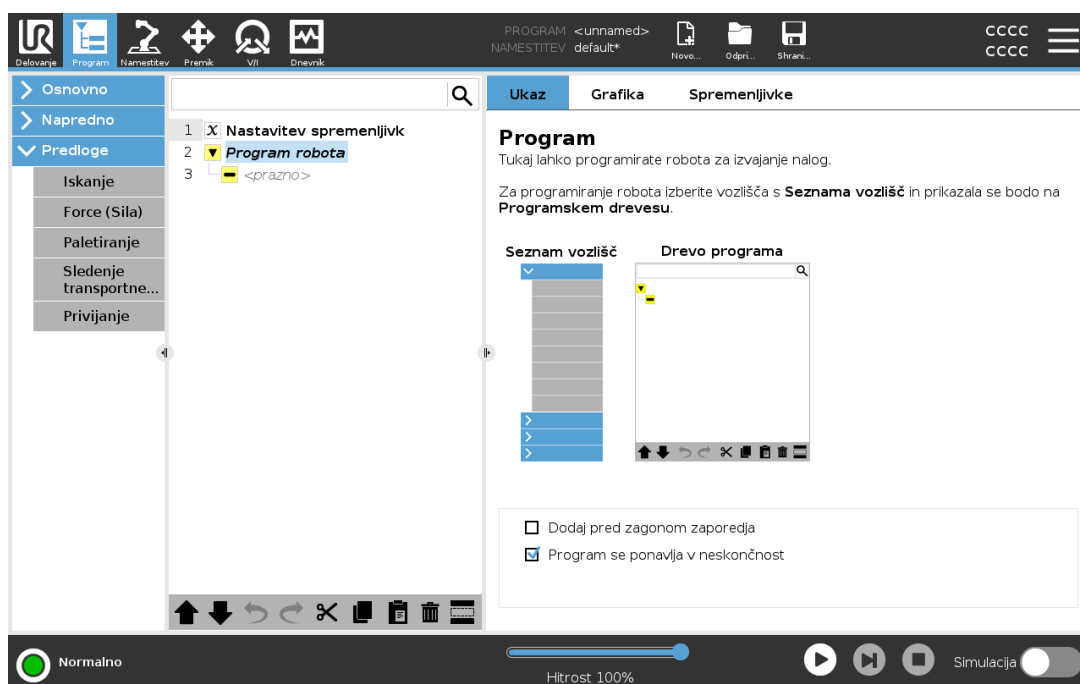 UR
PROGRAM <unnamed>
NAMESTITEV default*
Delovanje
Program
Namestitev
Premik
V/I
Dnevnik
Novo...
Odpri...
Shrani...
CCCC
CCCC
Osnovno
Napredno
Predloge
Iskanje
Force (Sila)
Paletiranje
Sledenje
transportne...
Privijanje
1 X Nastavitev spremenljivk
2 Program robota
3 <prazno>
Ukaz Grafika Spremenljivke
Program
Tukaj lahko programirate robota za izvajanje nalog.
Za programiranje robota izberite vozlišča s Seznama vozlišč in prikazala se bodo na
Programskem drevesu.
Seznam vozlišč
Drevo programa
Dodaj pred zagonom zaporedja
Program se ponavlja v neskončnost
Normalno
Hitrost 100%
Simulacija